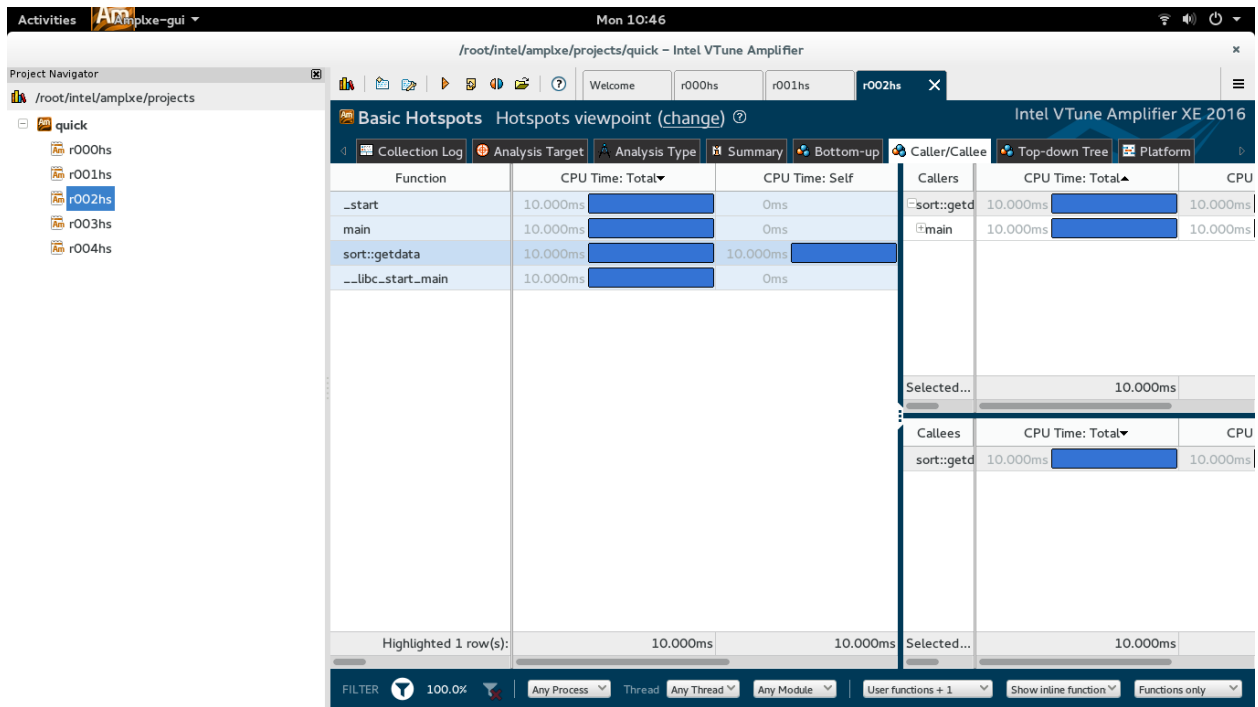 Activities Amplxe-gui Mon 10:46
/root/intel/amplxe/projects/quick – Intel VTune Amplifier
Project Navigator
/root/intel/amplxe/projects
quick
r000hs
r001hs
r002hs
r003hs
r004hs
Welcome r000hs r001hs r002hs
Basic Hotspots Hotspots viewpoint (change) Intel VTune Amplifier XE 2016
Collection Log Analysis Target Analysis Type Summary Bottom-up Caller/Callee Top-down Tree Platform
Function CPU Time: Total CPU Time: Self
_start 10.000ms 0ms
main 10.000ms 0ms
sort::getdata 10.000ms 10.000ms
__libc_start_main 10.000ms 0ms
Highlighted 1 row(s): 10.000ms 10.000ms
Callers CPU Time: Total CPU
sort::getd 10.000ms 10.000ms
main 10.000ms 10.000ms
Selected... 10.000ms
Callees CPU Time: Total CPU
sort::getd 10.000ms 10.000ms
Selected... 10.000ms
FILTER 100.0% Any Process Thread Any Thread Any Module User functions + 1 Show inline function Functions only